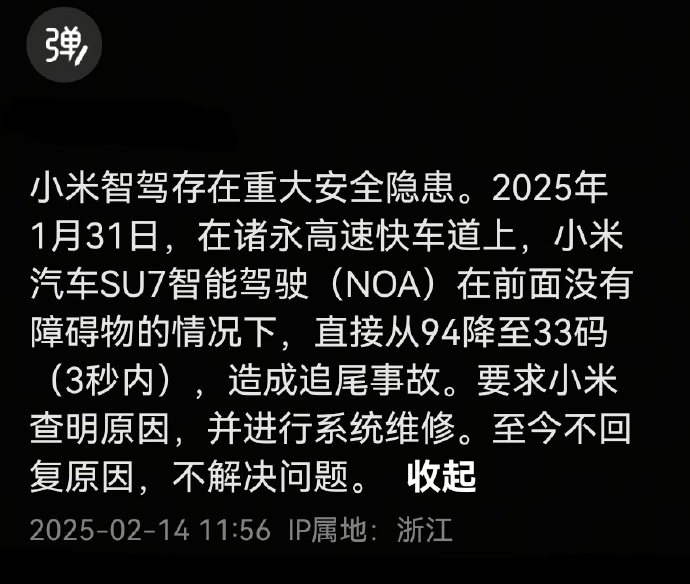 弹
小米智驾存在重大安全隐患。2025年
1月31日，在诸永高速快车道上，小米
汽车SU7智能驾驶（NOA）在前面没有
障碍物的情况下，直接从94降至33码
（3秒内），造成追尾事故。要求小米
查明原因，并进行系统维修。至今不回
复原因，不解决问题。 收起
2025-02-14 11:56 IP属地：浙江